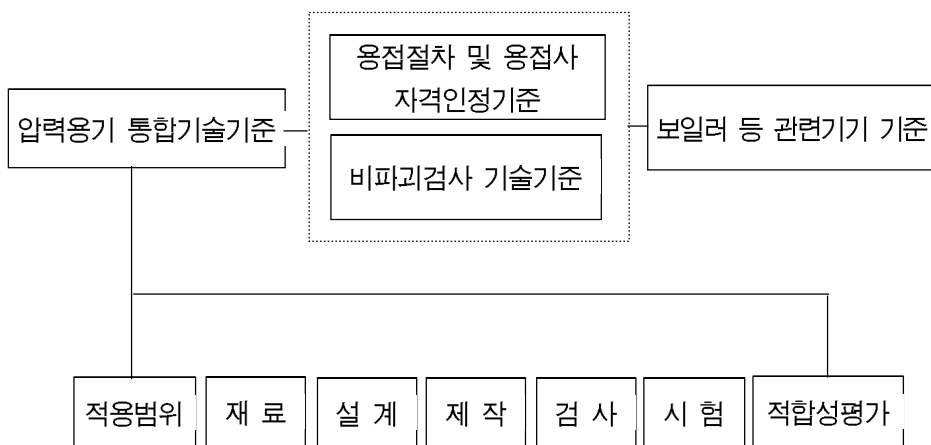 용접절차 및 용접사
자격인정기준
압력용기 통합기술기준
보일러 등 관련기기 기준
비파괴검사 기술기준
적용범위
재 료
설 계
제 작
검 사
시 험
적합성평가